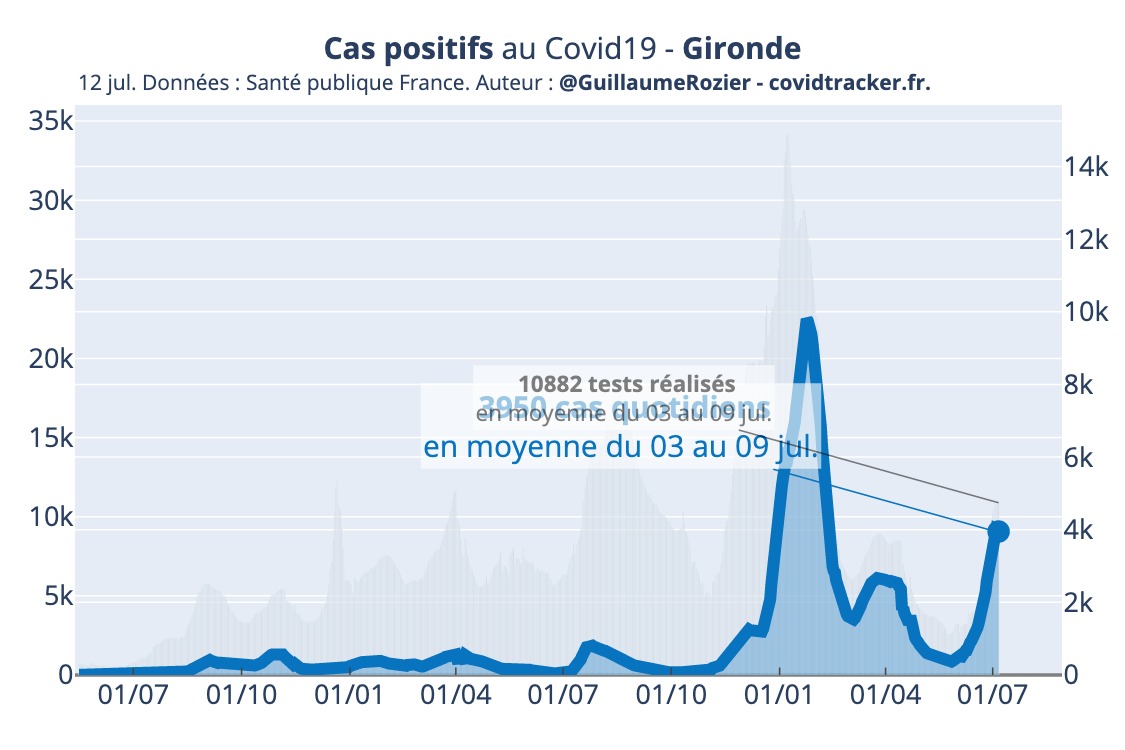 Cas positifs au Covid19 - Gironde
12 jul. Données : Santé publique France. Auteur : @GuillaumeRozier - covidtracker.fr.
35k
30k
25k
20k
15k
10k
5k
0
14k
12k
10k
8k
6k
4k
2k
0
10882 tests réalisés
en moyenne du 03 au 09 jul.
3950 cas quotidiens
en moyenne du 03 au 09 jul.
01/07 01/10 01/01 01/04 01/07 01/10 01/01 01/04 01/07